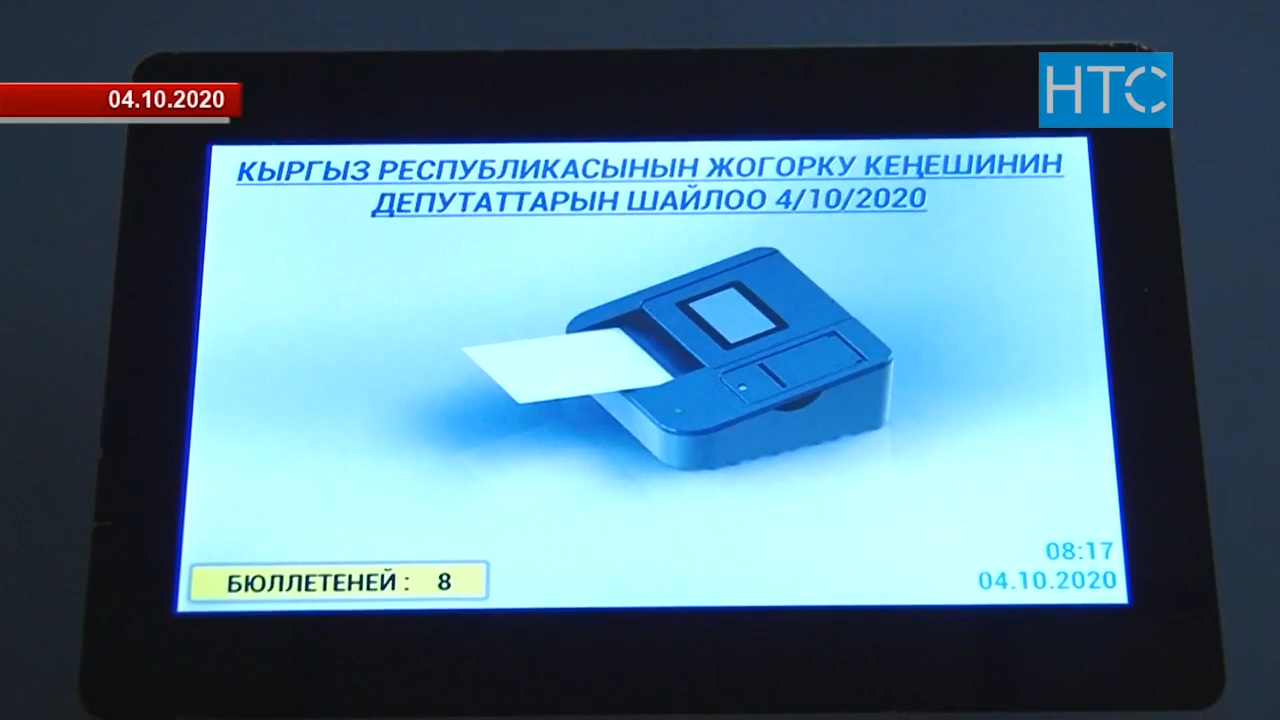 04.10.2020
НТС
КЫРГЫЗ РЕСПУБЛИКАСЫНЫН ЖОГОРКУ КЕҢЕШИНИН
ДЕПУТАТТАРЫН ШАЙЛОО 4/10/2020
08:17
БЮЛЛЕТЕНЕЙ : 8
04.10.2020